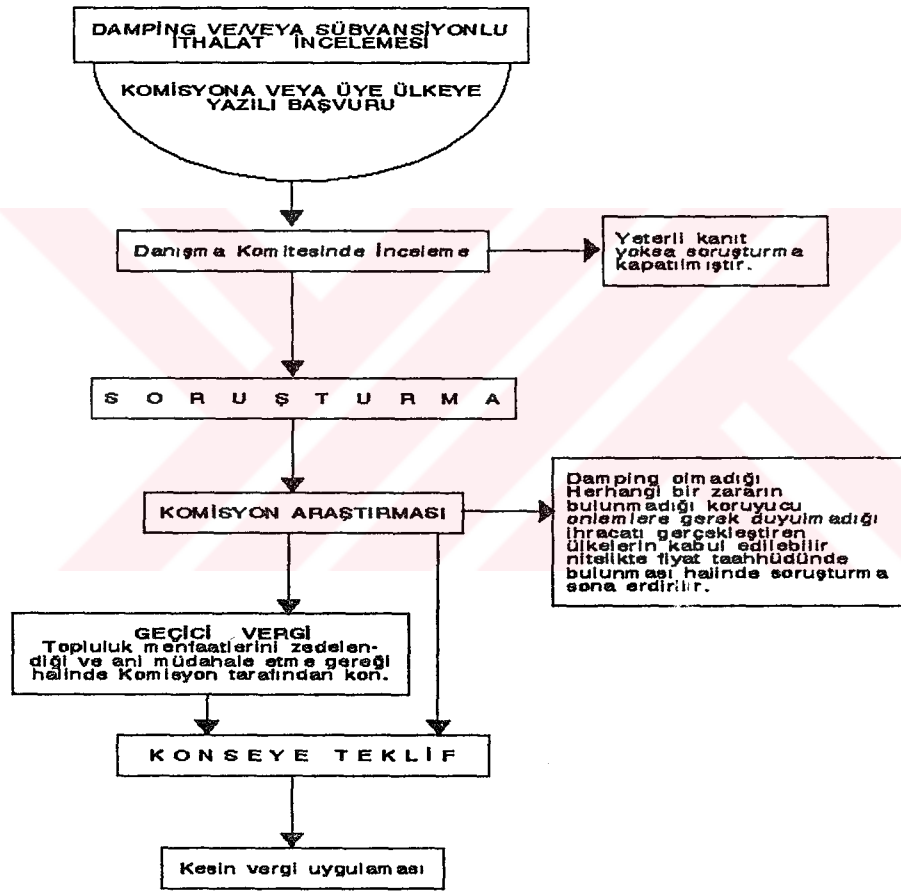 DAMPİNG VE/VEYA SÜBVANSİYONLU
İTHALAT İNCELEMESİ
KOMİSYONA VEYA ÜYE ÜLKEYE
YAZILI BAŞVURU
Danışma Komitesinde İnceleme
Yeterli kanıt
yoksa soruşturma
kapatılmıştır.
S O R U Ş T U R M A
KOMİSYON ARAŞTIRMASI
Damping olmadığı
Herhangi bir zararın
bulunmadığı koruyucu
önlemlere gerek duyulmadığı
ihracatı gerçekleştiren
ülkelerin kabul edilebilir
nitelikte fiyat taahhüdünde
bulunması halinde soruşturma
sona erdirilir.
GEÇİCİ VERGİ
Topluluk menfaatlerini zedelen-
diği ve ani müdahale etme gereği
halinde Komisyon tarafından kon.
KONSEYE TEKLİF
Kesin vergi uygulaması